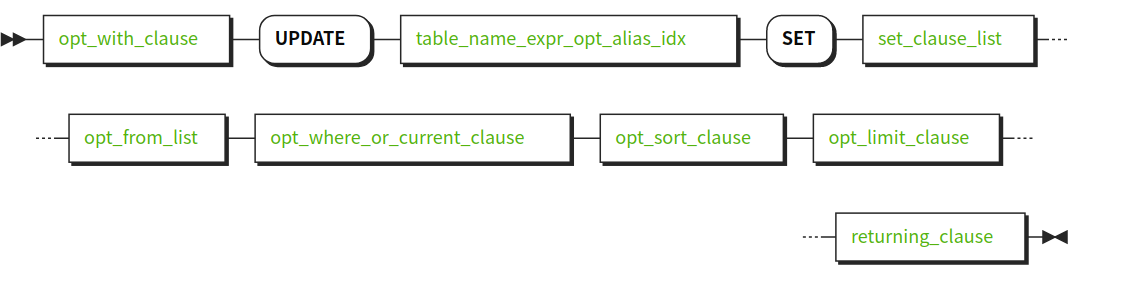 opt_with_clause UPDATE table_name_expr_opt_alias_idx SET set_clause_list
opt_from_list opt_where_or_current_clause opt_sort_clause opt_limit_clause
returning_clause